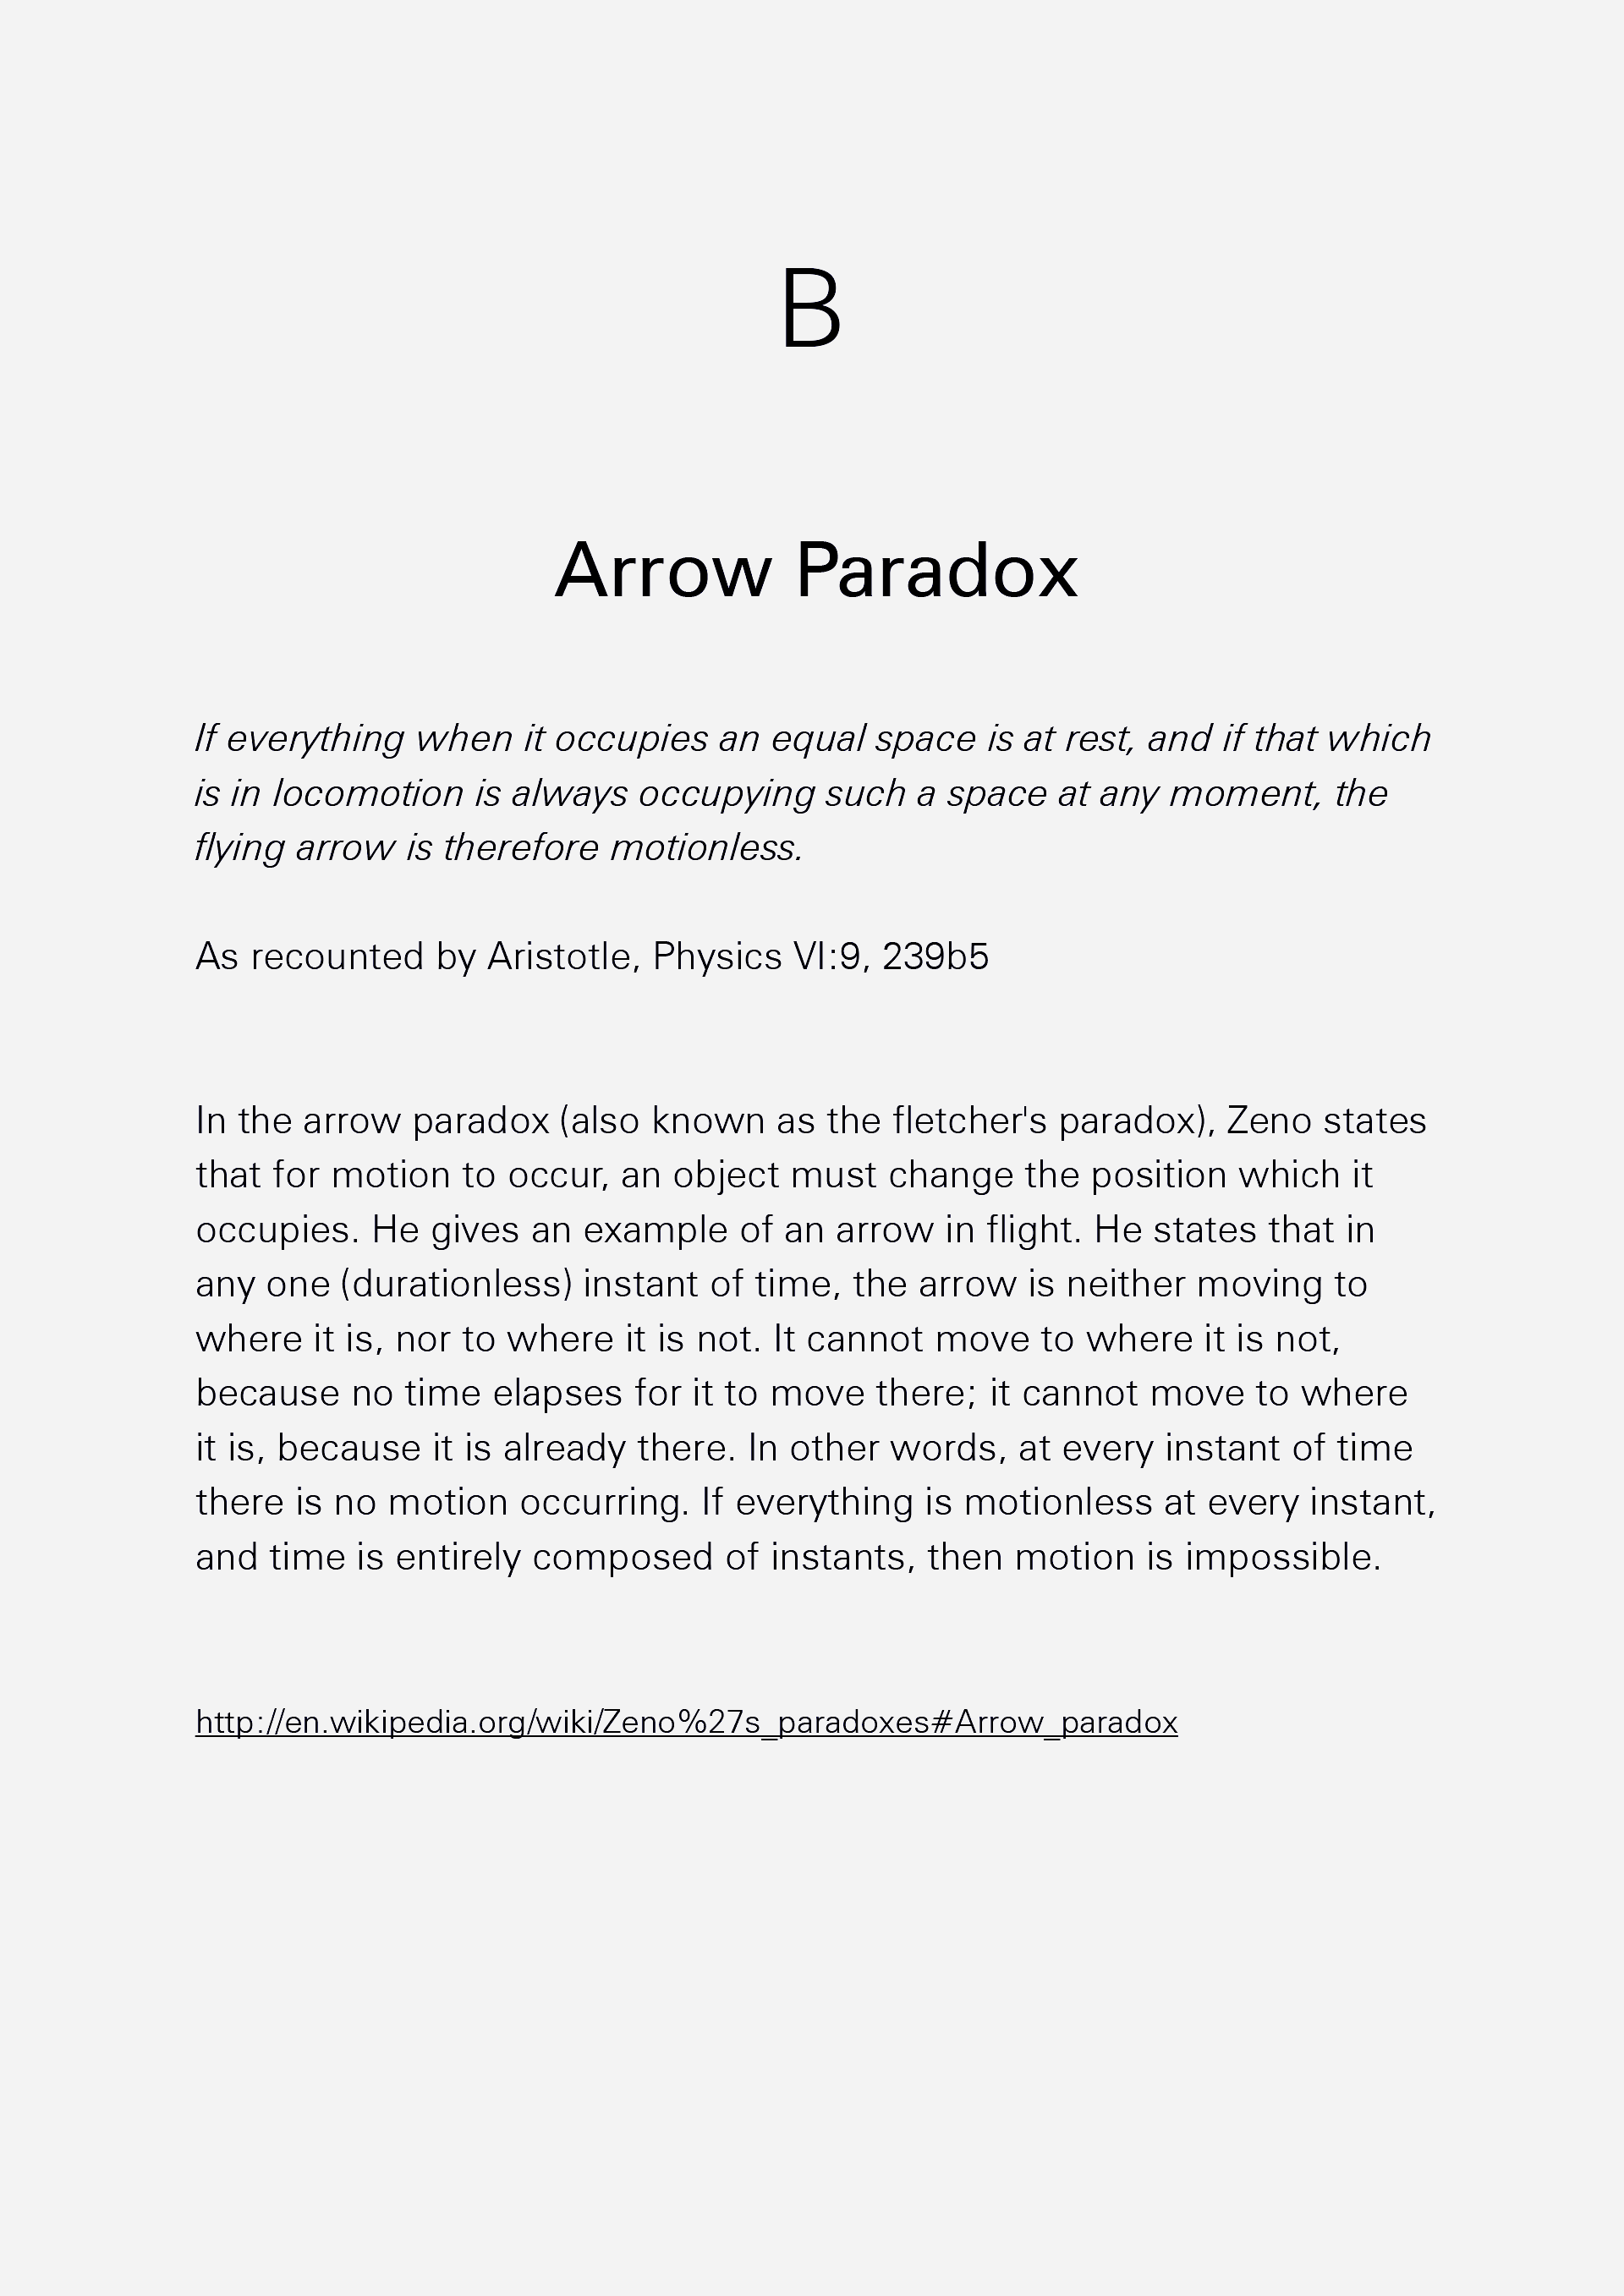 B
Arrow Paradox
If everything when it occupies an equal space is at rest, and if that which
is in locomotion is always occupying such a space at any moment, the
flying arrow is therefore motionless.
As recounted by Aristotle, Physics VI:9, 239b5
In the arrow paradox (also known as the fletcher's paradox), Zeno states
that for motion to occur, an object must change the position which it
occupies. He gives an example of an arrow in flight. He states that in
any one (durationless) instant of time, the arrow is neither moving to
where it is, nor to where it is not. It cannot move to where it is not,
because no time elapses for it to move there; it cannot move to where
it is, because it is already there. In other words, at every instant of time
there is no motion occurring. If everything is motionless at every instant,
and time is entirely composed of instants, then motion is impossible.
http://en.wikipedia.org/wiki/Zeno%27s_paradoxes#Arrow_paradox